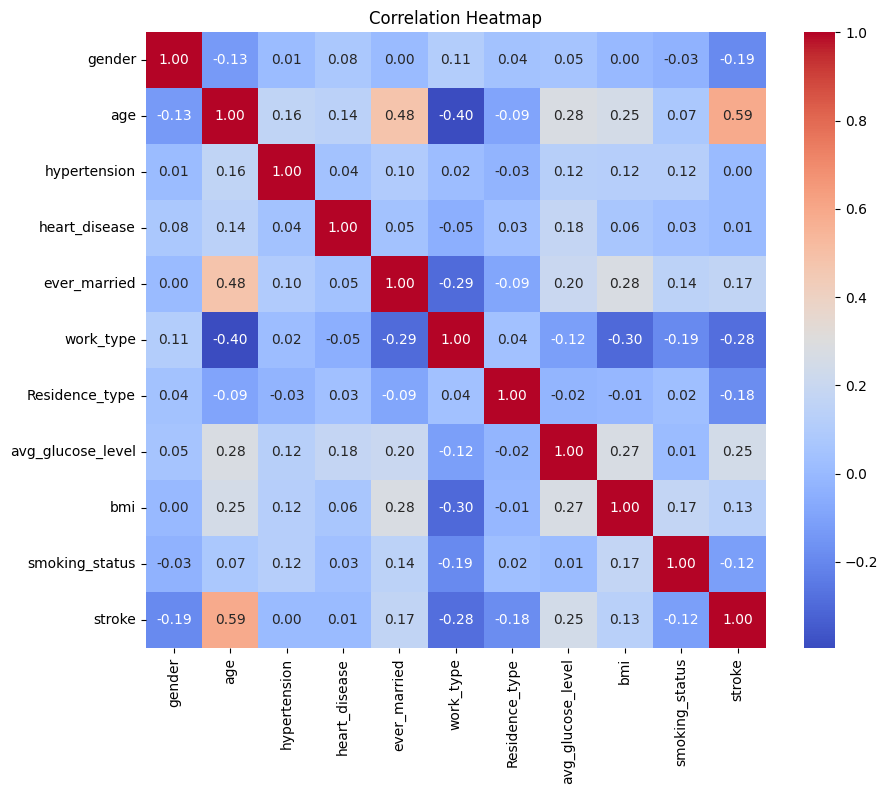 Correlation Heatmap
gender 1.00 -0.13 0.01 0.08 0.00 0.11 0.04 0.05 0.00 -0.03 -0.19
age -0.13 1.00 0.16 0.14 0.48 -0.40 -0.09 0.28 0.25 0.07 0.59
hypertension 0.01 0.16 1.00 0.04 0.10 0.02 -0.03 0.12 0.12 0.12 0.00
heart_disease 0.08 0.14 0.04 1.00 0.05 -0.05 0.03 0.18 0.06 0.03 0.01
ever_married 0.00 0.48 0.10 0.05 1.00 -0.29 -0.09 0.20 0.28 0.14 0.17
work_type 0.11 -0.40 0.02 -0.05 -0.29 1.00 0.04 -0.12 -0.30 -0.19 -0.28
Residence_type 0.04 -0.09 -0.03 0.03 -0.09 0.04 1.00 -0.02 -0.01 0.02 -0.18
avg_glucose_level 0.05 0.28 0.12 0.18 0.20 -0.12 -0.02 1.00 0.27 0.01 0.25
bmi 0.00 0.25 0.12 0.06 0.28 -0.30 -0.01 0.27 1.00 0.17 0.13
smoking_status -0.03 0.07 0.12 0.03 0.14 -0.19 0.02 0.01 0.17 1.00 -0.12
stroke -0.19 0.59 0.00 0.01 0.17 -0.28 -0.18 0.25 0.13 -0.12 1.00
gender
age
hypertension
heart_disease
ever_married
work_type
Residence_type
avg_glucose_level
bmi
smoking_status
stroke
1.0
0.8
0.6
0.4
0.2
0.0
−0.2